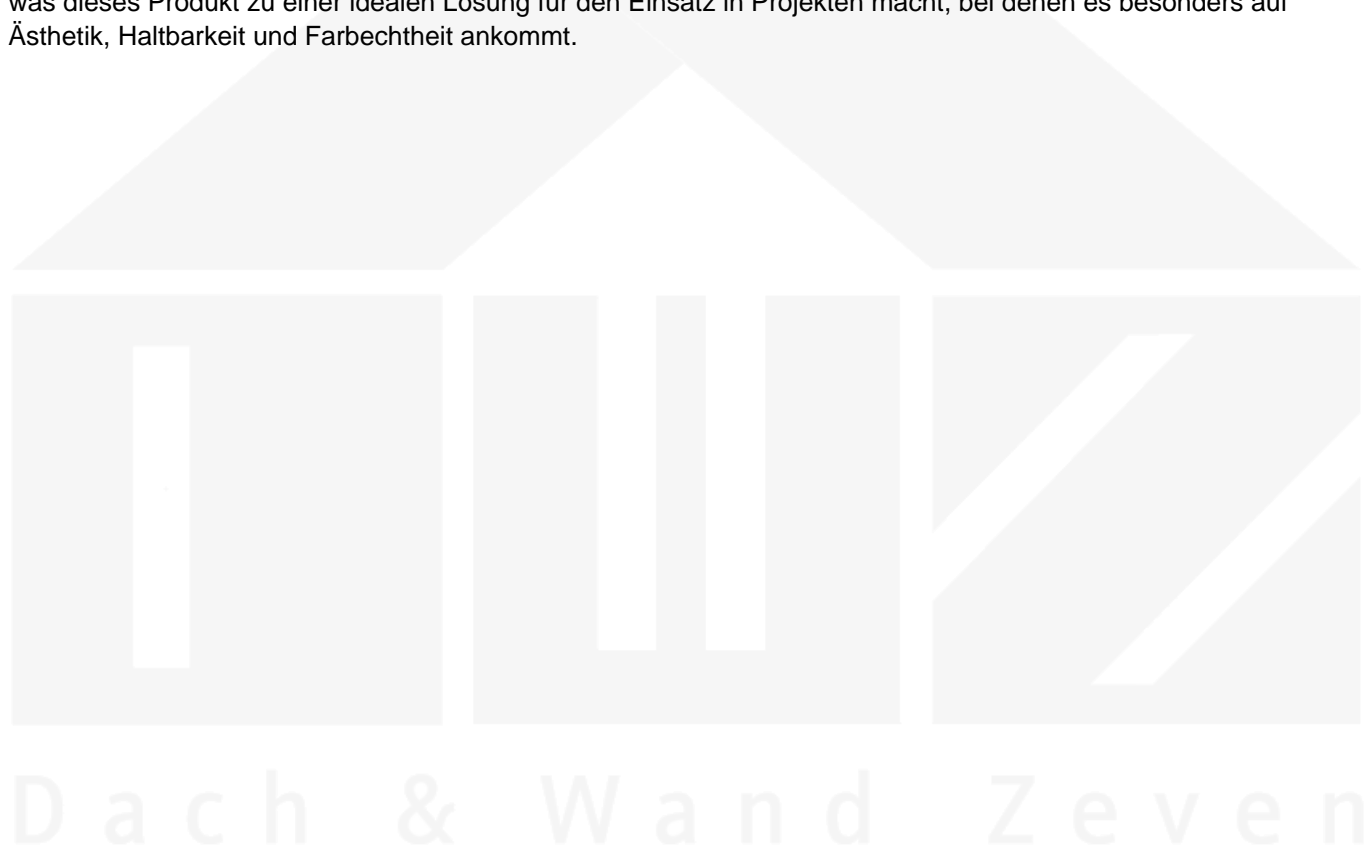 was dieses Produkt zu einer idealen Lösung für den Einsatz in Projekten macht, bei denen es besonders auf
Ästhetik, Haltbarkeit und Farbechtheit ankommt.
Dach & Wand Zeven